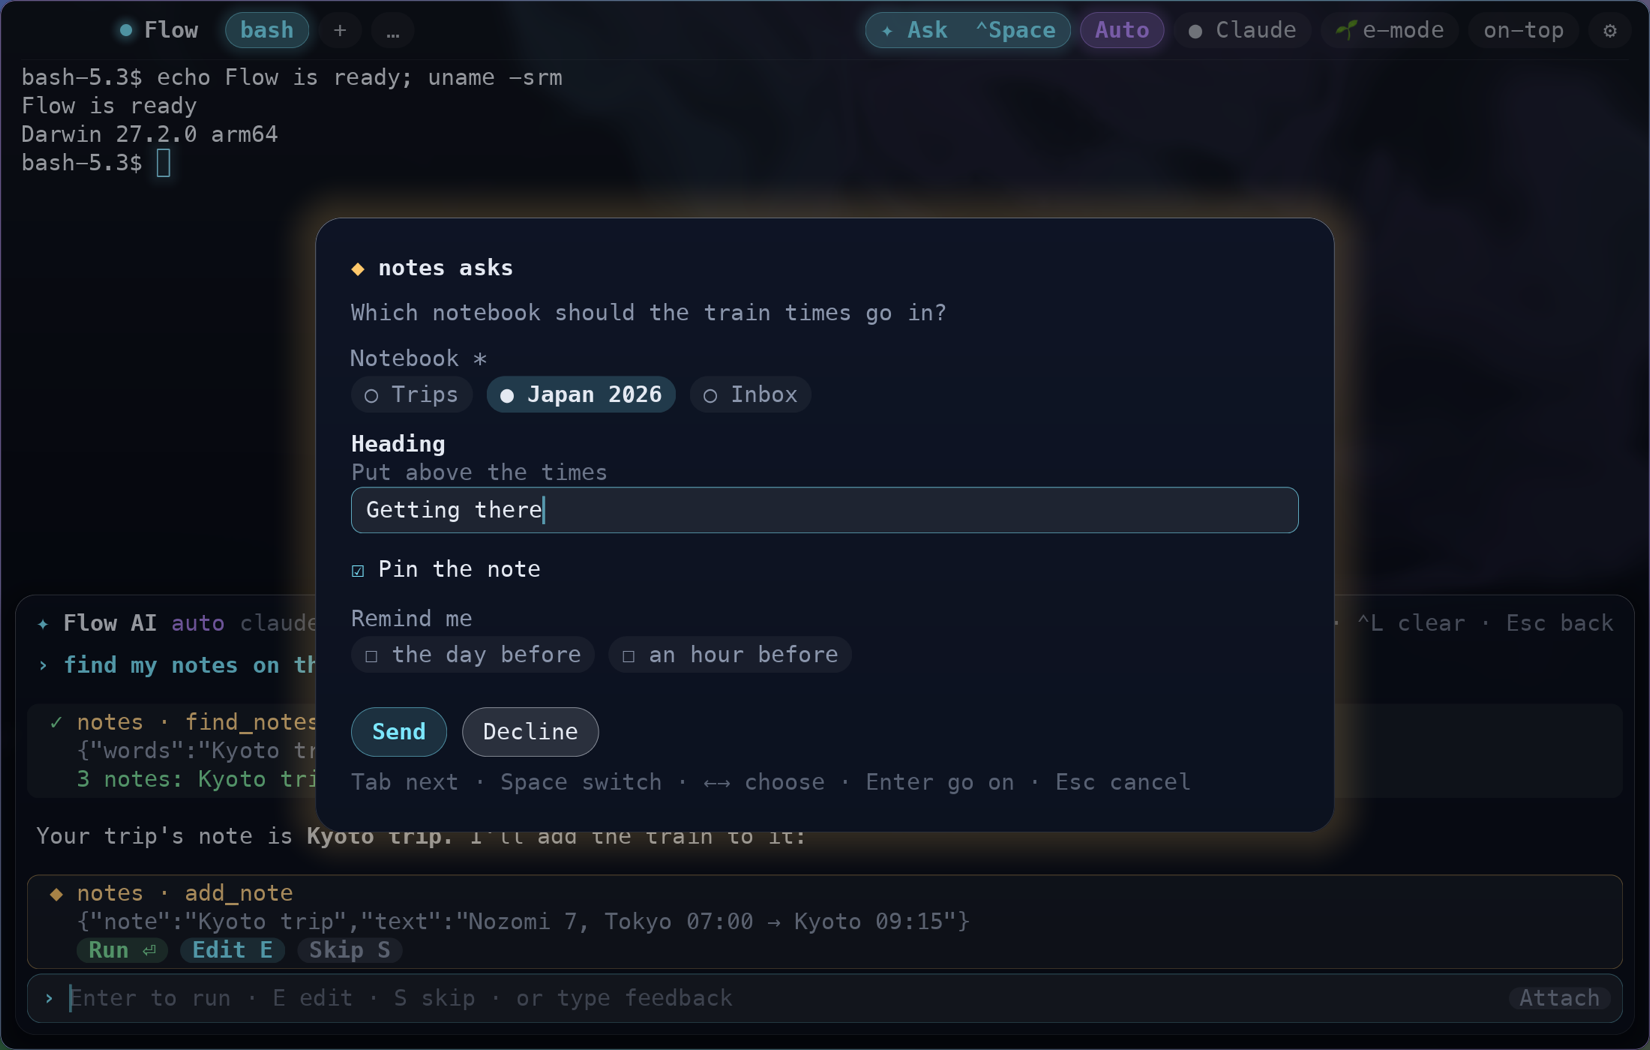 ● Flow bash + …
✦ Ask ⌃Space Auto ● Claude 🌱e-mode on-top ⚙
bash-5.3$ echo Flow is ready; uname -srm
Flow is ready
Darwin 27.2.0 arm64
bash-5.3$
◆ notes asks
Which notebook should the train times go in?
Notebook *
○ Trips ● Japan 2026 ○ Inbox
Heading
Put above the times
Getting there
☑ Pin the note
Remind me
☐ the day before ☐ an hour before
Send Decline
Tab next · Space switch · ←→ choose · Enter go on · Esc cancel
✦ Flow AI auto claude
· ⌃L clear · Esc back
› find my notes on th
✓ notes · find_notes
{"words":"Kyoto tr
3 notes: Kyoto tri
Your trip's note is Kyoto trip. I'll add the train to it:
◆ notes · add_note
{"note":"Kyoto trip","text":"Nozomi 7, Tokyo 07:00 → Kyoto 09:15"}
Run ⏎ Edit E Skip S
› Enter to run · E edit · S skip · or type feedback Attach